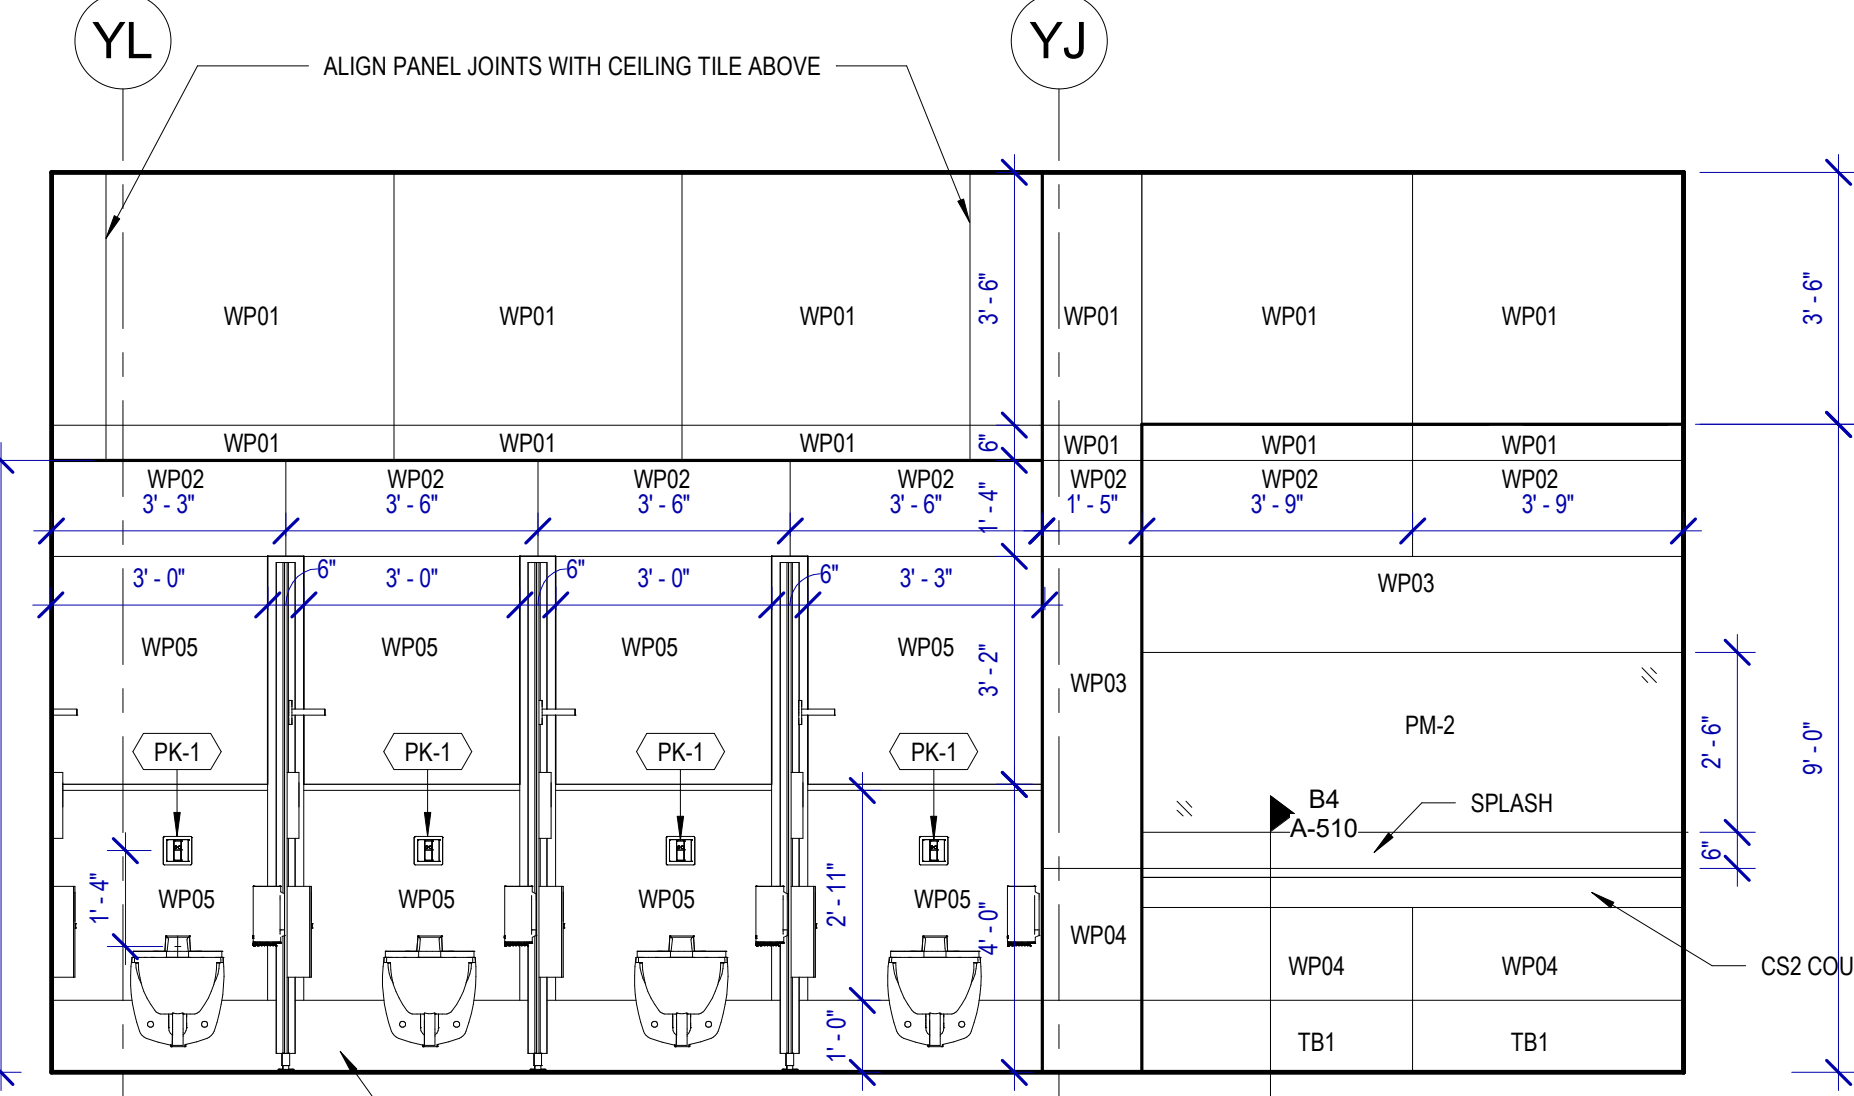 YL
YJ
ALIGN PANEL JOINTS WITH CEILING TILE ABOVE
WP01 WP01 WP01 3' - 6" WP01 WP01 WP01 3' - 6"
WP01 WP01 WP01 6" WP01 WP01 WP01
WP02 WP02 WP02 WP02 WP02 WP02 WP02
3' - 3" 3' - 6" 3' - 6" 3' - 6" 1' - 4" 1' - 5" 3' - 9" 3' - 9"
3' - 0" 6" 3' - 0" 6" 3' - 0" 6" 3' - 3" WP03
WP05 WP05 WP05 WP05 3' - 2" WP03
PM-2 2' - 6" 9' - 0"
PK-1 PK-1 PK-1 PK-1
B4
A-510
SPLASH
6"
1' - 4" WP05 WP05 WP05 2' - 11" WP05 4' - 0"
WP04 WP04 WP04 CS2 COU
1' - 0" TB1 TB1